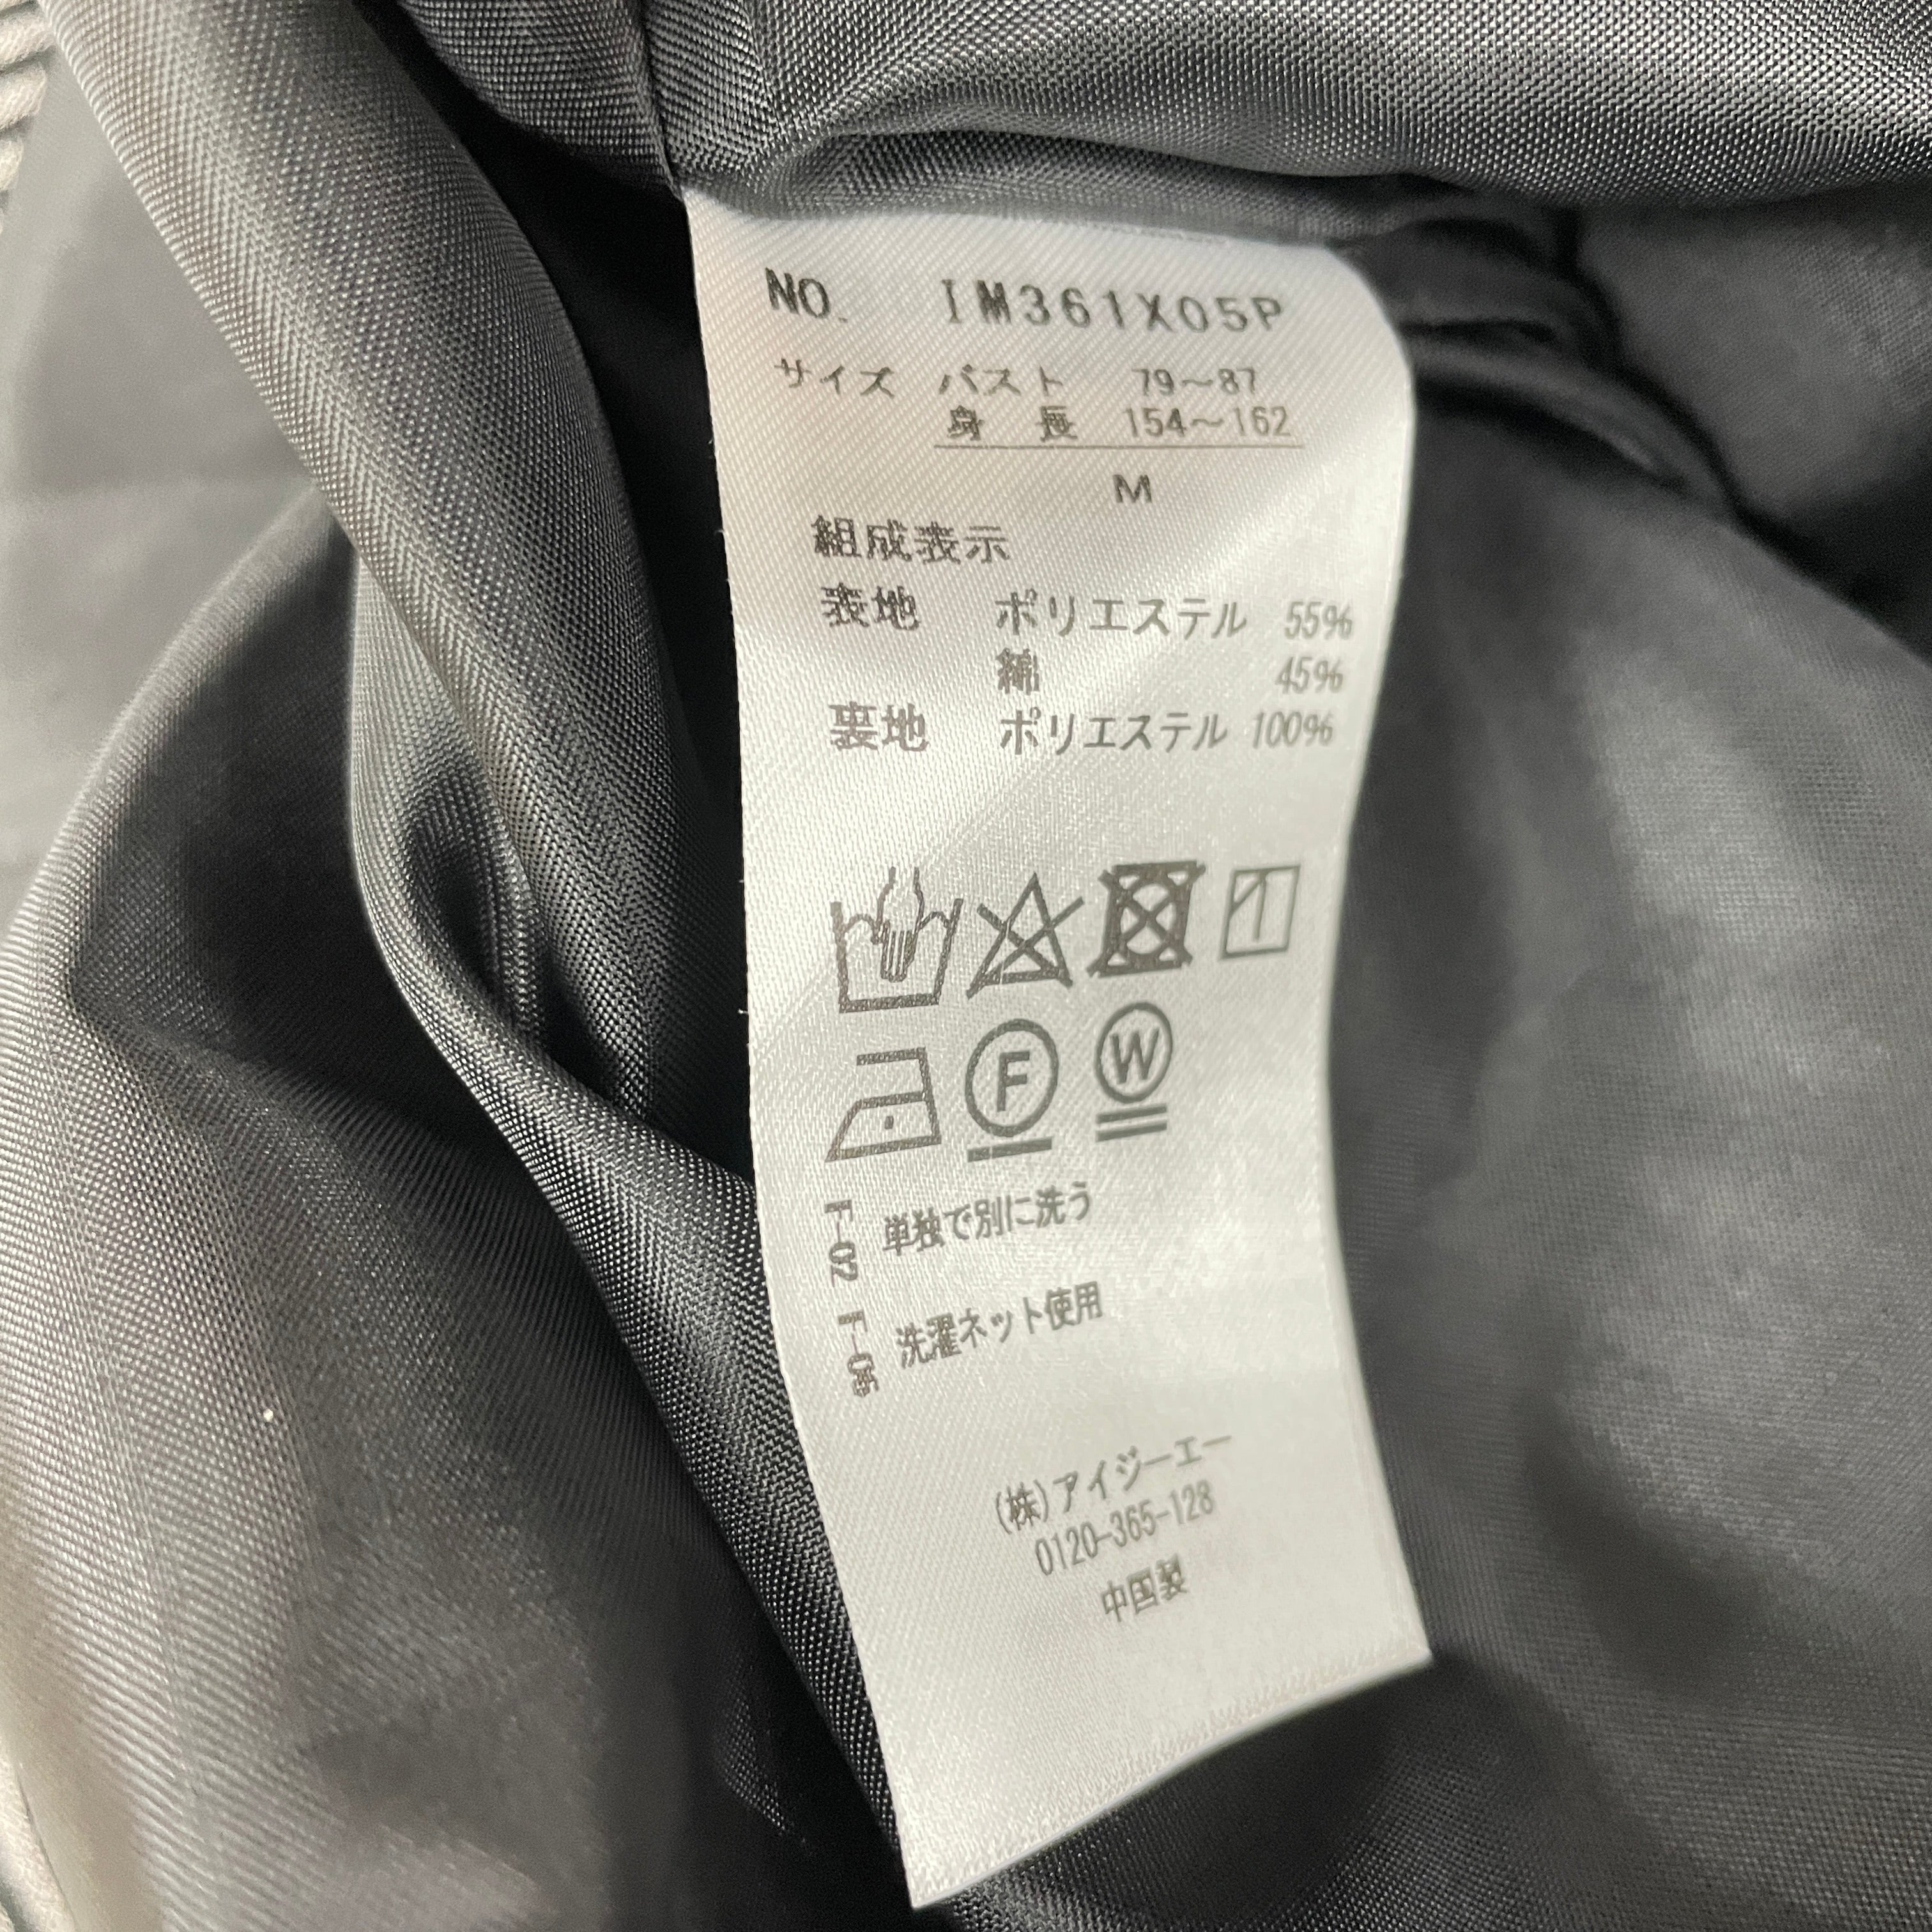 NO. IM361X05P
サイズ バスト 79～87
身長 154～162
M
組成表示
表地 ポリエステル 55%
綿 45%
裏地 ポリエステル 100%
F W
F-02 単独で別に洗う
F-06 洗濯ネット使用
(株)アイジーエー
0120-365-128
中国製